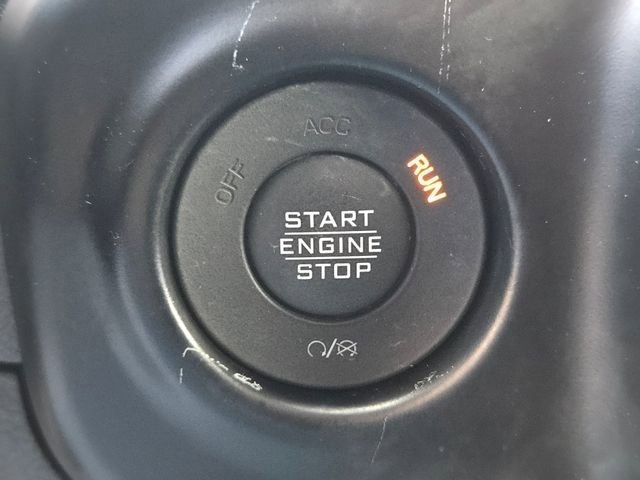 ACC
OFF
RUN
START
ENGINE
STOP